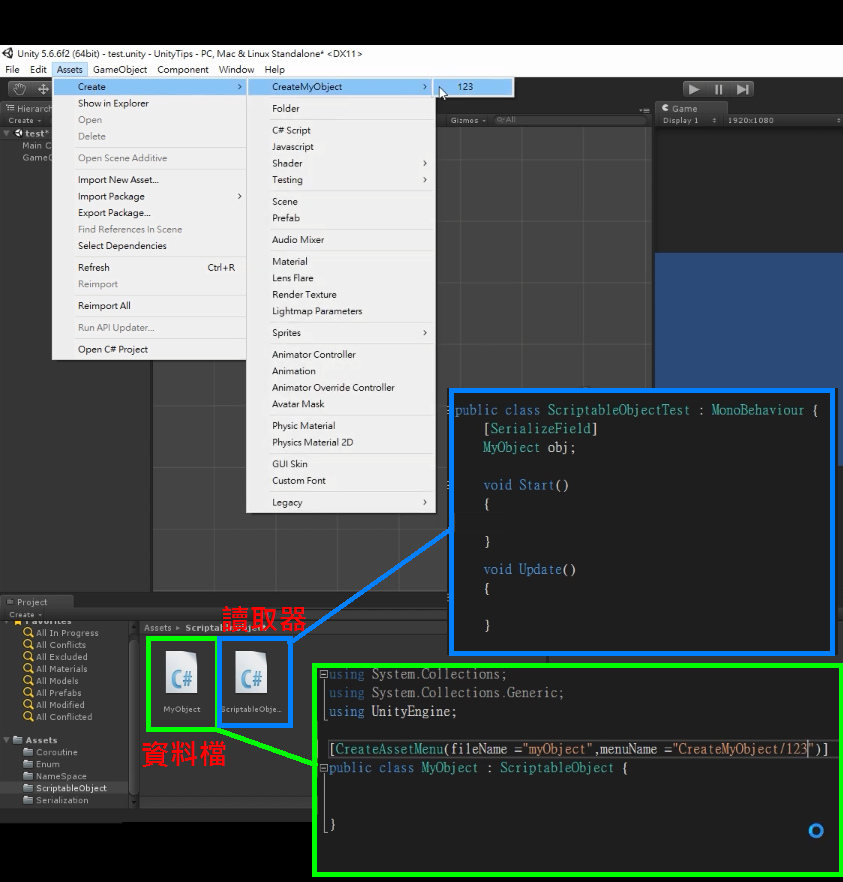 Unity 5.6.6f2 (64bit) - test.unity - UnityTips - PC, Mac & Linux Standalone* <DX11>
File Edit Assets GameObject Component Window Help
Create
Show in Explorer
Open
Delete
Open Scene Additive
Import New Asset...
Import Package
Export Package...
Find References In Scene
Select Dependencies
Refresh Ctrl+R
Reimport
Reimport All
Run API Updater...
Open C# Project
CreateMyObject
Folder
C# Script
Javascript
Shader
Testing
Scene
Prefab
Audio Mixer
Material
Lens Flare
Render Texture
Lightmap Parameters
Sprites
Animator Controller
Animation
Animator Override Controller
Avatar Mask
Physic Material
Physics Material 2D
GUI Skin
Custom Font
Legacy
123
Hierarch
Create
test*
Main C
Gizmos
All
Game
Display 1
1920x1080
public class ScriptableObjectTest : MonoBehaviour {
[SerializeField]
MyObject obj;
void Start()
{
}
void Update()
{
}
Project
Create
Favorites
All In Progress
All Conflicts
All Excluded
All Materials
All Models
All Prefabs
All Modified
All Conflicted
Assets
Coroutine
Enum
NameSpace
ScriptableObject
Serialization
Assets ▸ ScriptableObject
讀取器
C#
MyObject
C#
ScriptableObje...
資料檔
using System.Collections;
using System.Collections.Generic;
using UnityEngine;
[CreateAssetMenu(fileName ="myObject",menuName ="CreateMyObject/123")]
public class MyObject : ScriptableObject {
}